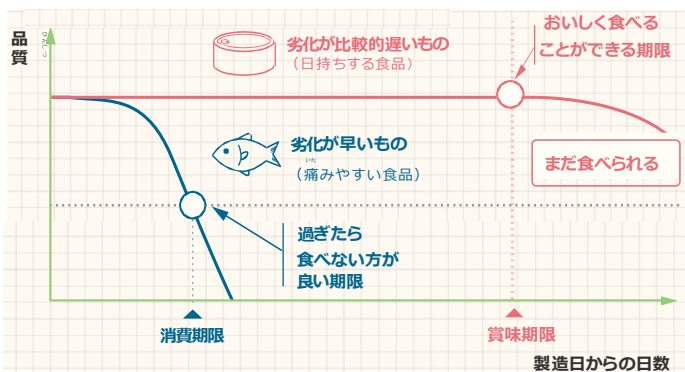 品質
劣化が比較的遅いもの
（日持ちする食品）
おいしく食べる
ことができる期限
劣化が早いもの
いた
（痛みやすい食品）
まだ食べられる
過ぎたら
食べない方が
良い期限
消費期限
賞味期限
製造日からの日数